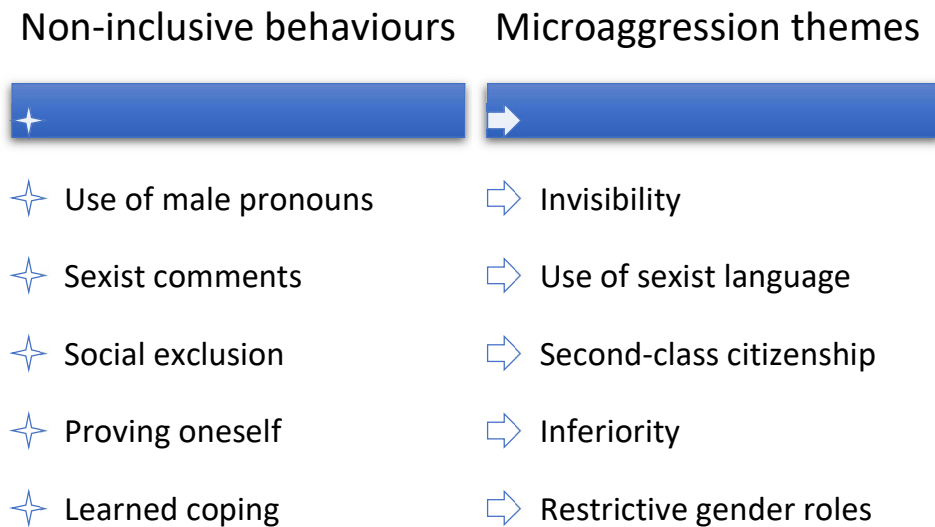 Non-inclusive behaviours
Use of male pronouns
Sexist comments
Social exclusion
Proving oneself
Learned coping
Microaggression themes
Invisibility
Use of sexist language
Second-class citizenship
Inferiority
Restrictive gender roles